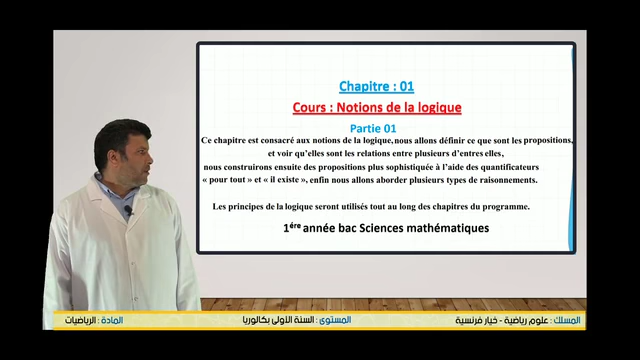 Chapitre : 01
Cours : Notions de la logique
Partie 01
Ce chapitre est consacré aux notions de la logique, nous allons définir ce que sont les propositions,
et voir qu'elles sont les relations entre plusieurs d'entres elles,
nous construirons ensuite des propositions plus sophistiquée à l'aide des quantificateurs
« pour tout » et « il existe », enfin nous allons aborder plusieurs types de raisonnements.
Les principes de la logique seront utilisés tout au long des chapitres du programme.
1ére année bac Sciences mathématiques
المسلك : علوم رياضية - خيار فرنسية المستوى : السنة الأولى بكالوريا المادة : الرياضيات